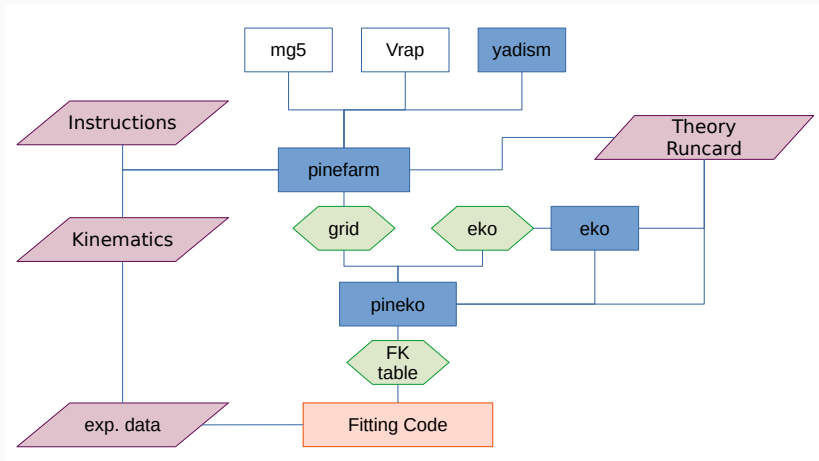 mg5
Vrap
yadism
Instructions
Theory
Runcard
pinefarm
Kinematics
grid
eko
eko
pineko
FK
table
exp. data
Fitting Code